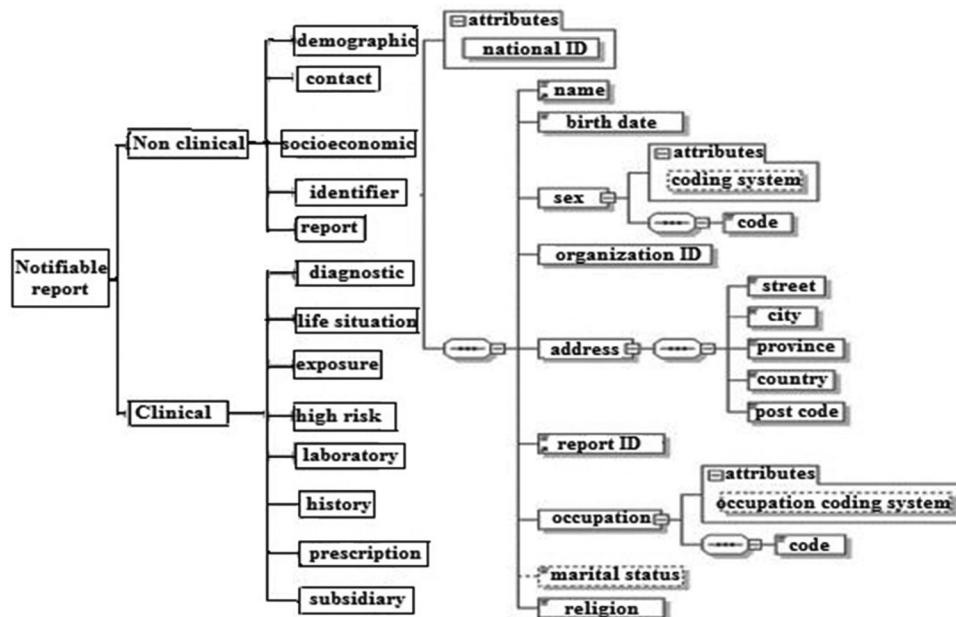 Notifiable
report
Non clinical
Clinical
demographic
contact
socioeconomic
identifier
report
diagnostic
life situation
exposure
high risk
laboratory
history
prescription
subsidiary
attributes
national ID
name
birth date
sex
attributes
coding system
code
organization ID
address
street
city
province
country
post code
report ID
occupation
attributes
occupation coding system
code
marital status
religion